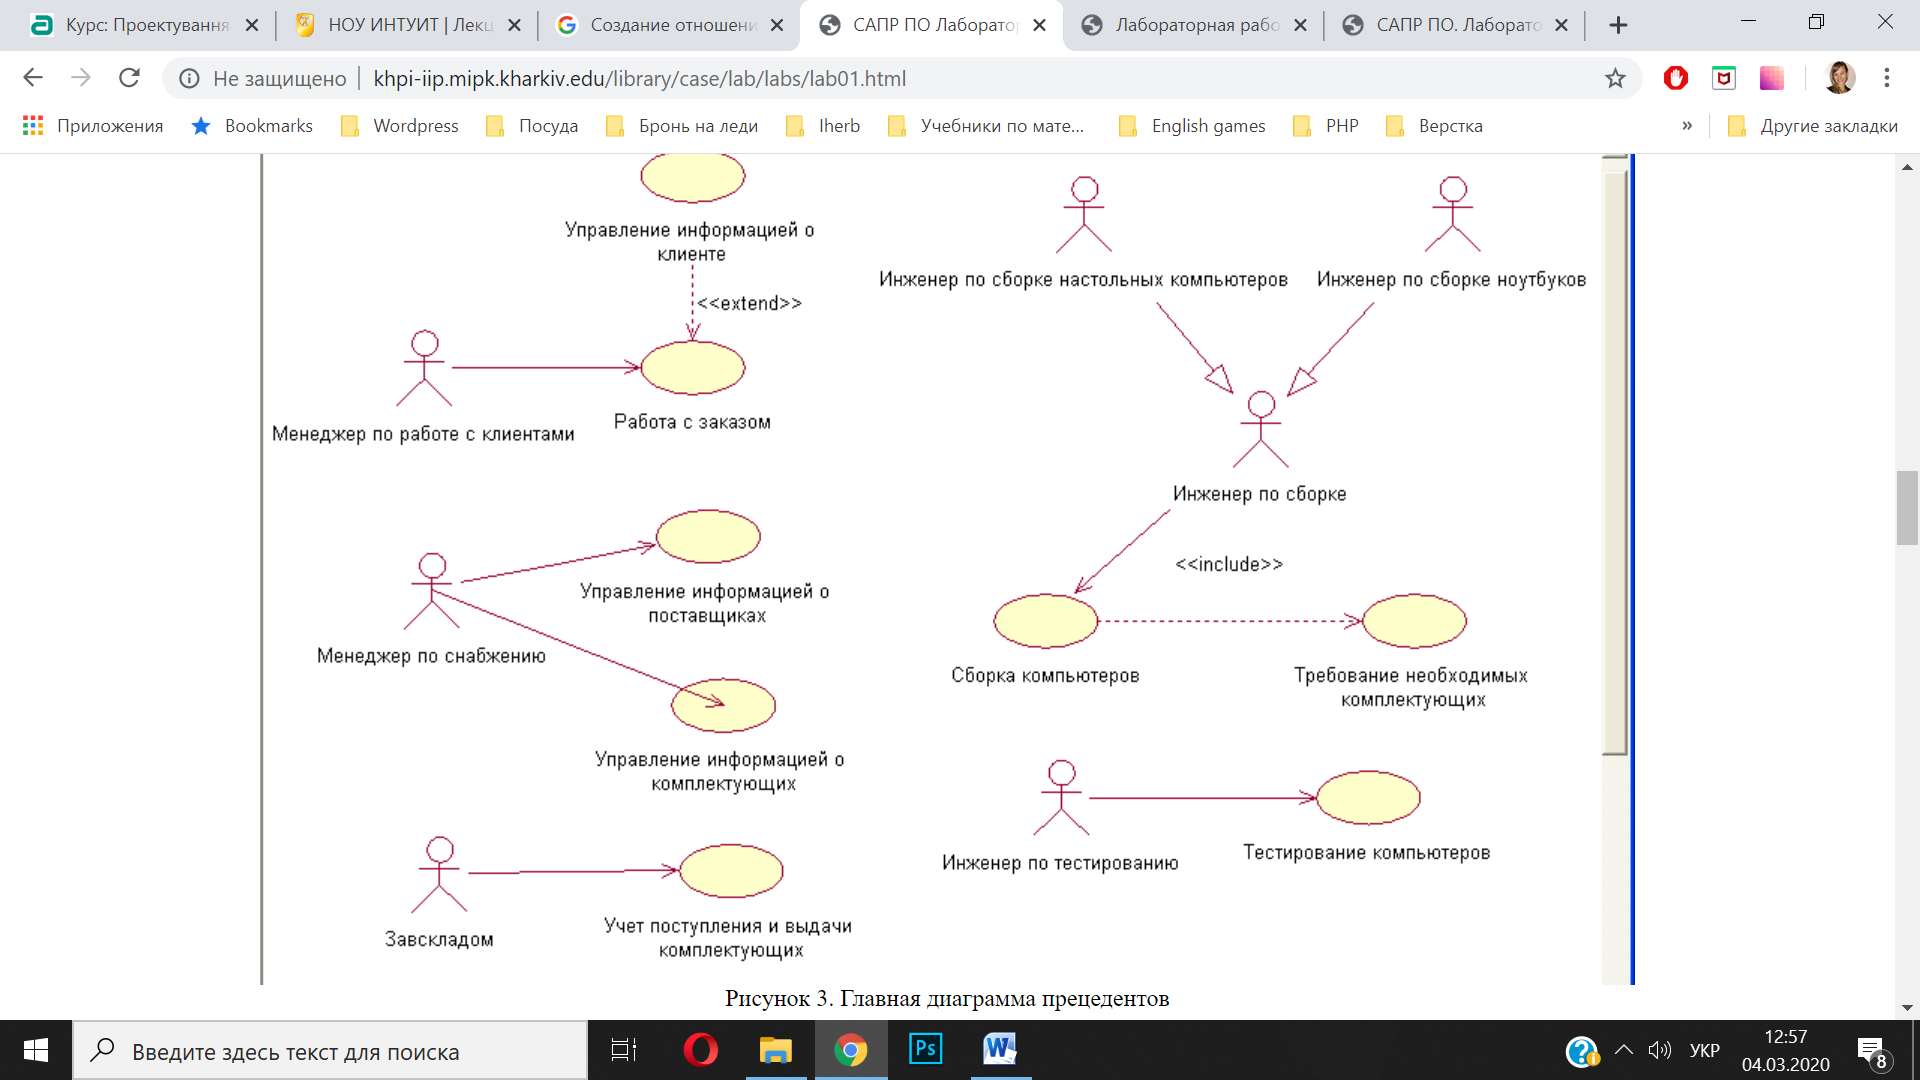 Курс: Проектування
НОУ ИНТУИТ | Лекц
Создание отношени
САПР ПО Лаборато
Лабораторная рабо
САПР ПО. Лаборато
Не защищено
khpi-iip.mipk.kharkiv.edu/library/case/lab/labs/lab01.html
Приложения
Bookmarks
Wordpress
Посуда
Бронь на леди
Iherb
Учебники по мате...
English games
PHP
Верстка
»
Другие закладки
Управление информацией о
клиенте
<<extend>>
Менеджер по работе с клиентами
Работа с заказом
Инженер по сборке настольных компьютеров
Инженер по сборке ноутбуков
Инженер по сборке
<<include>>
Управление информацией о
поставщиках
Менеджер по снабжению
Сборка компьютеров
Требование необходимых
комплектующих
Управление информацией о
комплектующих
Инженер по тестированию
Тестирование компьютеров
Завскладом
Учет поступления и выдачи
комплектующих
Рисунок 3. Главная диаграмма прецедентов
Введите здесь текст для поиска
Ps
W
УКР
12:57
04.03.2020
8